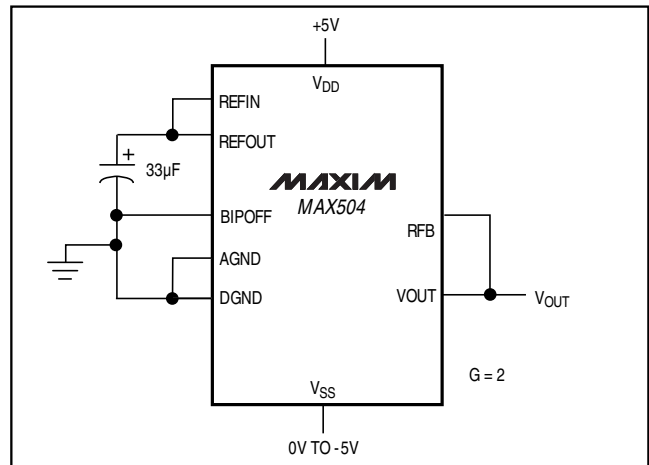 +5V
VDD
REFIN
REFOUT
+
33µF
MAXIM
MAX504
BIPOFF
RFB
AGND
DGND
VOUT
VOUT
G = 2
VSS
0V TO -5V